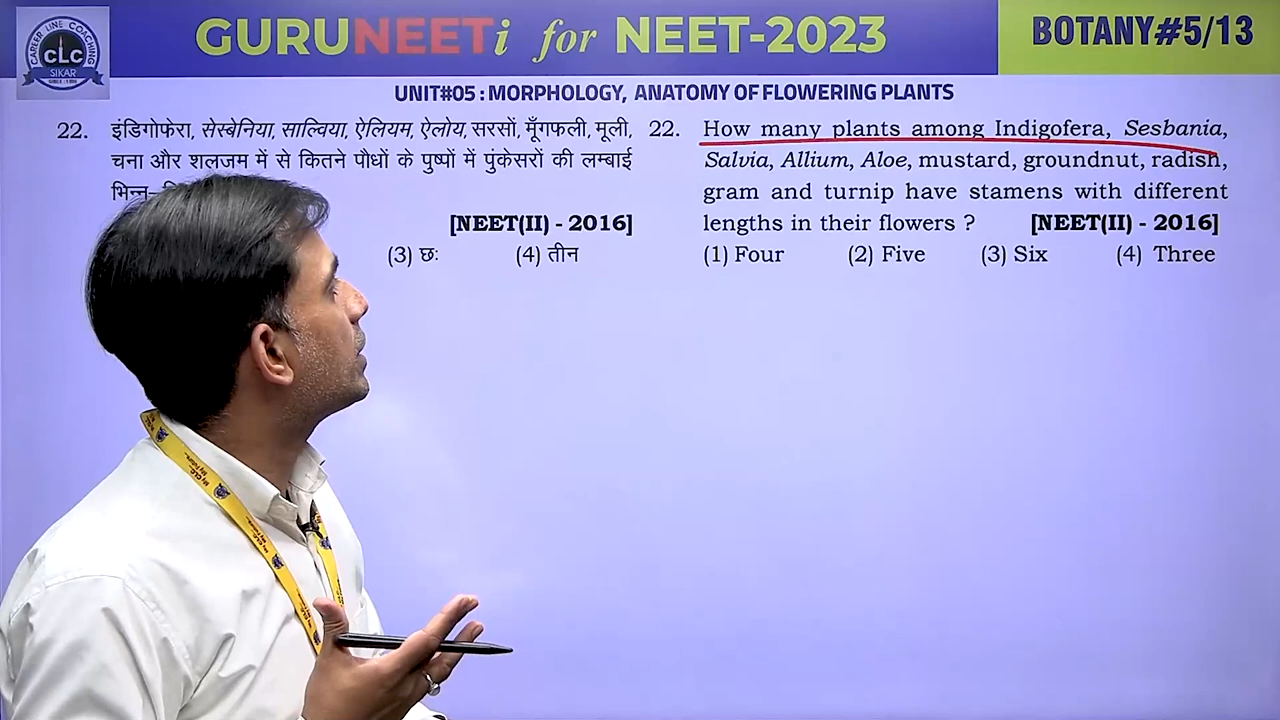 GURUNEETi for NEET-2023
BOTANY#5/13
CAREER LINE COACHING
CLC
SIKAR
UNIT#05 : MORPHOLOGY, ANATOMY OF FLOWERING PLANTS
22. इंडिगोफेरा, सेस्बेनिया, साल्विया, ऐलियम, ऐलोय, सरसों, मूँगफली, मूली,
चना और शलजम में से कितने पौधों के पुष्पों में पुंकेसरों की लम्बाई
भिन्न-
[NEET(II) - 2016]
(3) छः (4) तीन
22. How many plants among Indigofera, Sesbania,
Salvia, Allium, Aloe, mustard, groundnut, radish,
gram and turnip have stamens with different
lengths in their flowers ? [NEET(II) - 2016]
(1) Four (2) Five (3) Six (4) Three